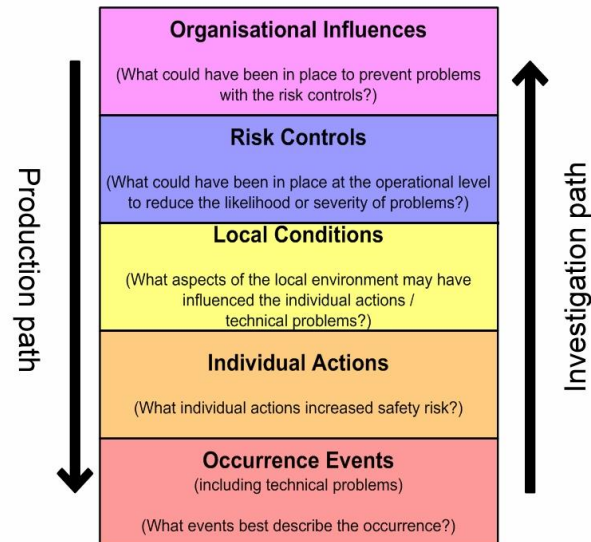 Organisational Influences
(What could have been in place to prevent problems
with the risk controls?)
Risk Controls
(What could have been in place at the operational level
to reduce the likelihood or severity of problems?)
Local Conditions
(What aspects of the local environment may have
influenced the individual actions /
technical problems?)
Individual Actions
(What individual actions increased safety risk?)
Occurrence Events
(including technical problems)
(What events best describe the occurrence?)
Production path
Investigation path